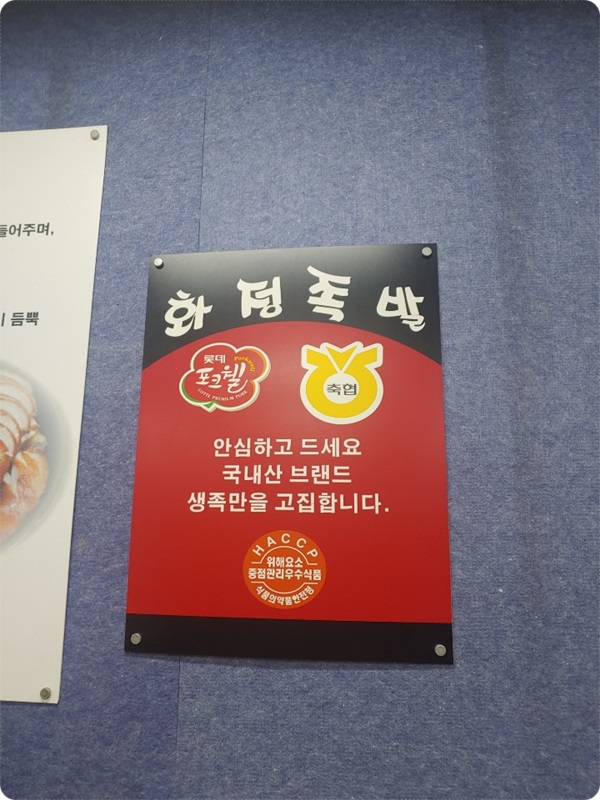 들어주며,
듬뿍
화정족발
롯데
Porkwell
포크웰
LOTTE PREMIUM PORK
축협
안심하고 드세요
국내산 브랜드
생족만을 고집합니다.
HACCP
위해요소
중점관리우수식품
식품의약품안전청